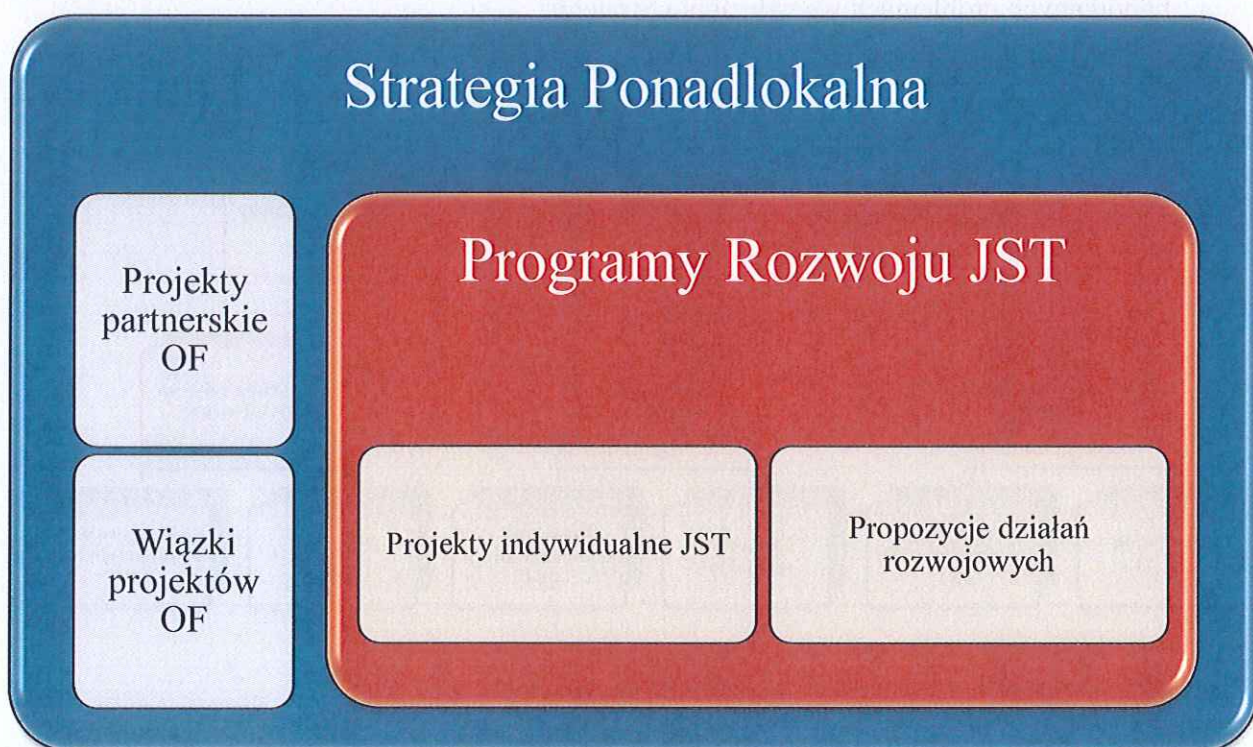 Strategia Ponadlokalna
Projekty
partnerskie
OF
Wiązki
projektów
OF
Programy Rozwoju JST
Projekty indywidualne JST
Propozycje działań
rozwojowych